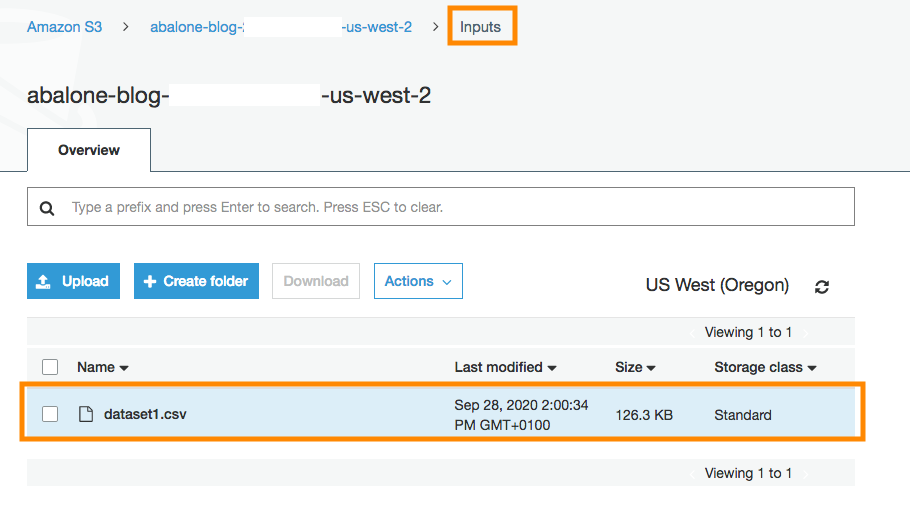 Amazon S3 > abalone-blog- -us-west-2 > Inputs
abalone-blog- -us-west-2
Overview
Type a prefix and press Enter to search. Press ESC to clear.
Upload Create folder Download Actions US West (Oregon)
Viewing 1 to 1
Name Last modified Size Storage class
dataset1.csv Sep 28, 2020 2:00:34 126.3 KB Standard
PM GMT+0100
Viewing 1 to 1